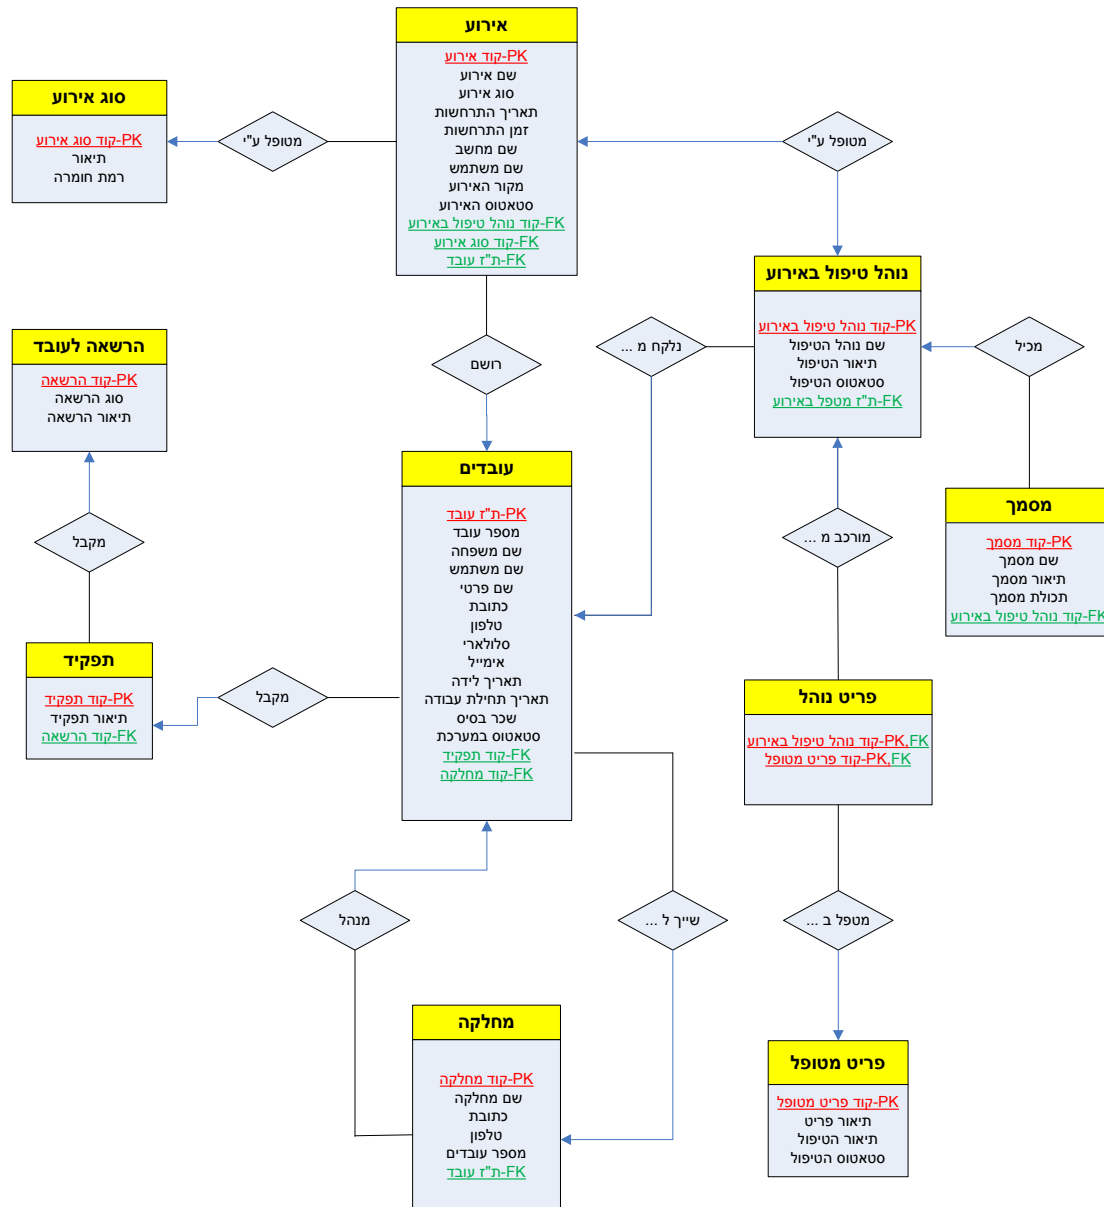 אירוע
PK-קוד אירוע
שם אירוע
סוג אירוע
תאריך התרחשות
זמן התרחשות
שם מחשב
שם משתמש
מקור האירוע
סטאטוס האירוע
FK-קוד נוהל טיפול באירוע
FK-קוד סוג אירוע
FK-ת"ז עובד
מטופל ע"י
מטופל ע"י
סוג אירוע
PK-קוד סוג אירוע
תיאור
רמת חומרה
נוהל טיפול באירוע
PK-קוד נוהל טיפול באירוע
שם נוהל הטיפול
תיאור הטיפול
סטאטוס הטיפול
FK-ת"ז מטפל באירוע
מכיל
נלקח מ ...
רושם
הרשאה לעובד
PK-קוד הרשאה
סוג הרשאה
תיאור הרשאה
מסמך
PK-קוד מסמך
שם מסמך
תיאור מסמך
תכולת מסמך
FK-קוד נוהל טיפול באירוע
מורכב מ ...
עובדים
PK-ת"ז עובד
מספר עובד
שם משפחה
שם משתמש
שם פרטי
כתובת
טלפון
סלולארי
אימייל
תאריך לידה
תאריך תחילת עבודה
שכר בסיס
סטאטוס במערכת
FK-קוד תפקיד
FK-קוד מחלקה
מקבל
תפקיד
PK-קוד תפקיד
תיאור תפקיד
FK-קוד הרשאה
מקבל
פריט נוהל
PK,FK-קוד נוהל טיפול באירוע
PK,FK-קוד פריט מטופל
מטפל ב ...
שייך ל ...
מנהל
מחלקה
PK-קוד מחלקה
שם מחלקה
כתובת
טלפון
מספר עובדים
FK-ת"ז עובד
פריט מטופל
PK-קוד פריט מטופל
תיאור פריט
תיאור הטיפול
סטאטוס הטיפול